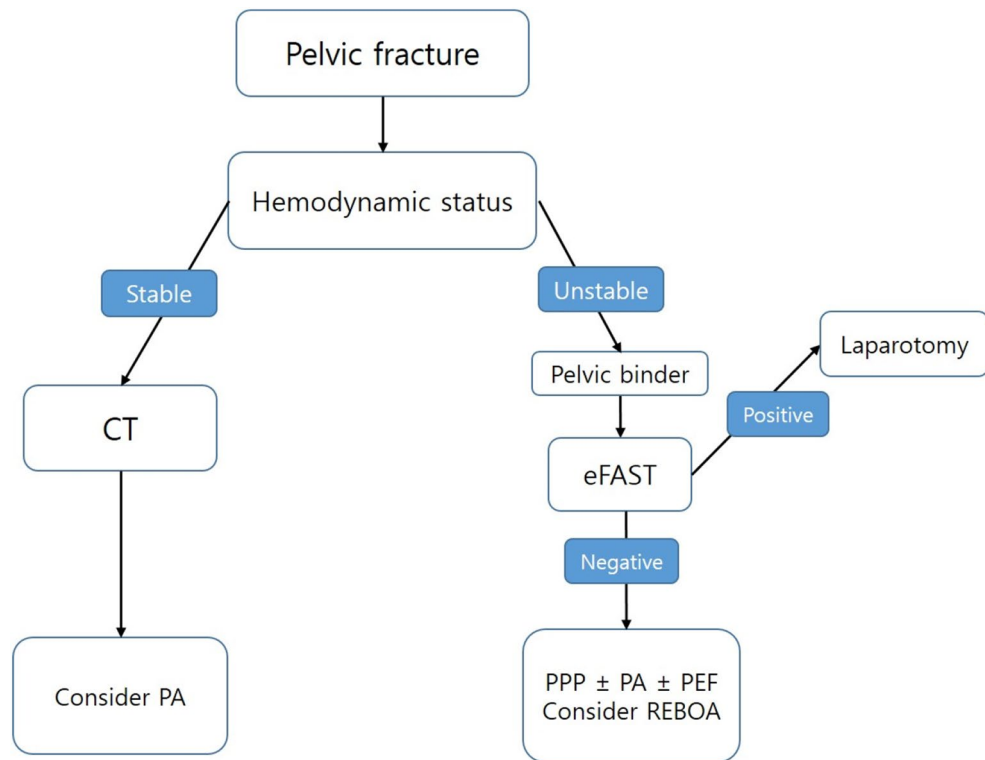 Pelvic fracture
Hemodynamic status
Stable
Unstable
Pelvic binder
Laparotomy
Positive
CT
eFAST
Negative
Consider PA
PPP ± PA ± PEF
Consider REBOA